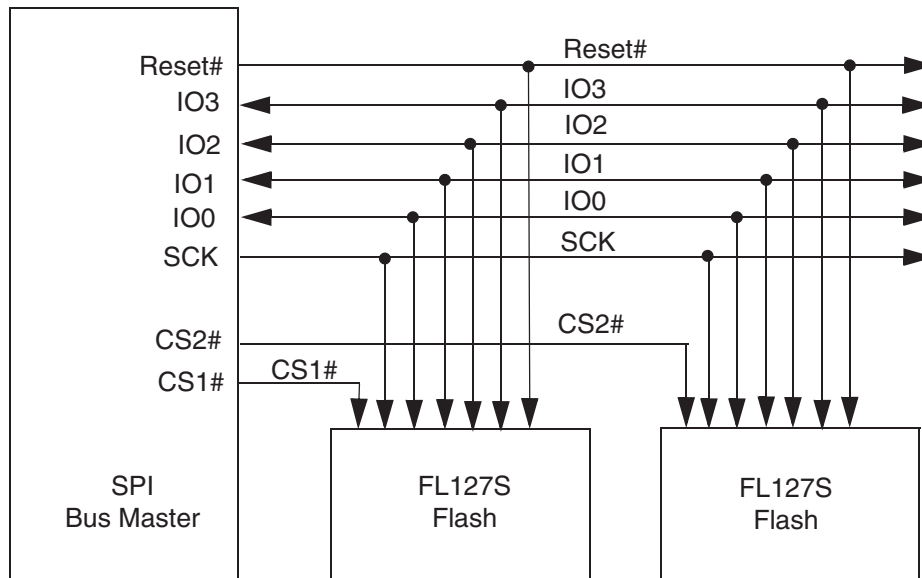 Reset#
Reset#
IO3
IO3
IO2
IO2
IO1
IO1
IO0
IO0
SCK
SCK
CS2#
CS2#
CS1#
CS1#
SPI
Bus Master
FL127S
Flash
FL127S
Flash